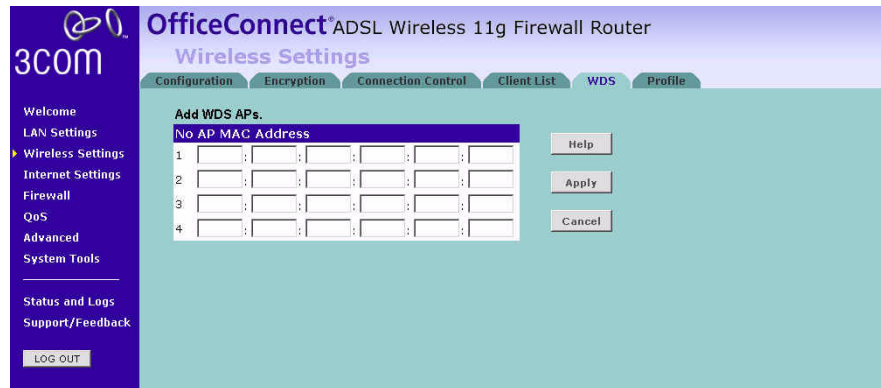 3COM
OfficeConnect® ADSL Wireless 11g Firewall Router
Wireless Settings
Configuration Encryption Connection Control Client List WDS Profile
Welcome
LAN Settings
Wireless Settings
Internet Settings
Firewall
QoS
Advanced
System Tools
Status and Logs
Support/Feedback
LOG OUT
Add WDS APs.
No AP MAC Address
1 : : : : :
2 : : : : :
3 : : : : :
4 : : : : :
Help
Apply
Cancel